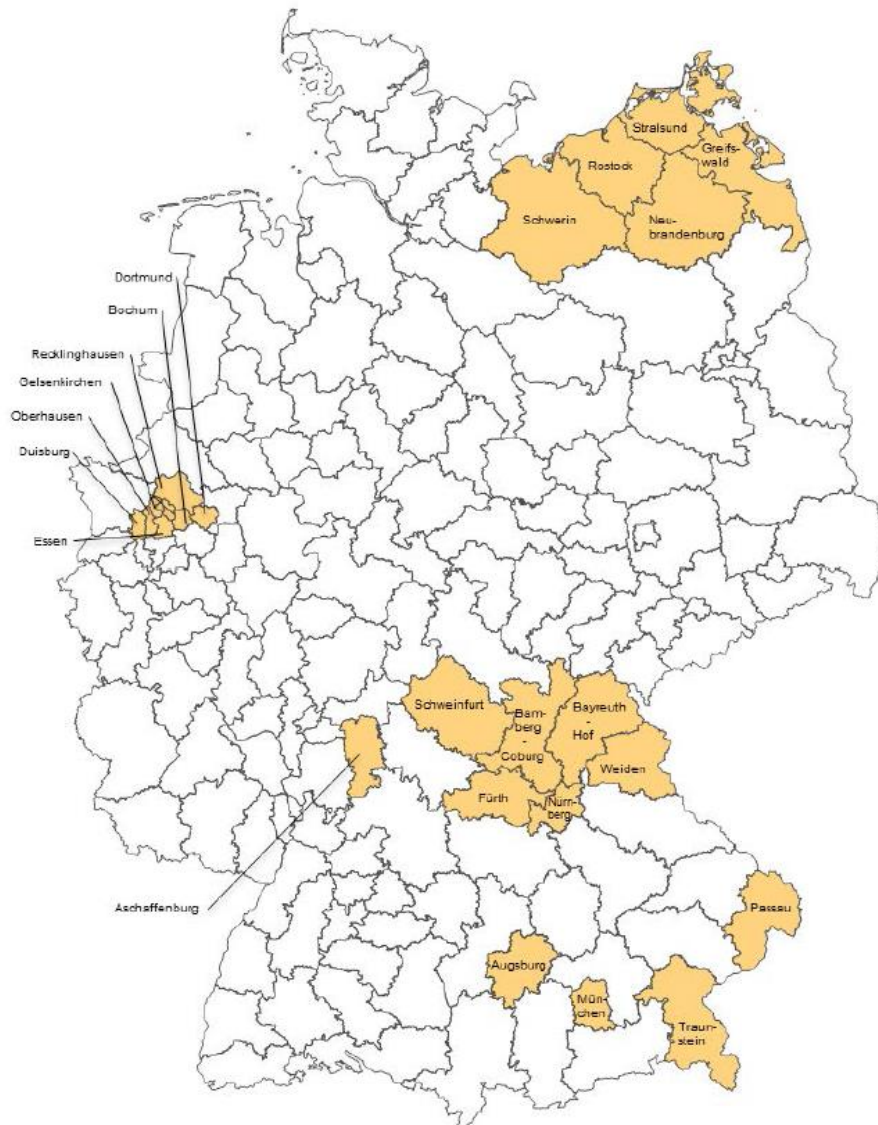 Stralsund
Greifs-
wald
Rostock
Schwerin
Neu-
brandenburg
Dortmund
Bochum
Recklinghausen
Gelsenkirchen
Oberhausen
Duisburg
Essen
Schweinfurt
Bam-
berg
-
Coburg
Bayreuth
-
Hof
Weiden
Fürth
Nürn-
berg
Aschaffenburg
Passau
Augsburg
Mün-
chen
Traun-
stein